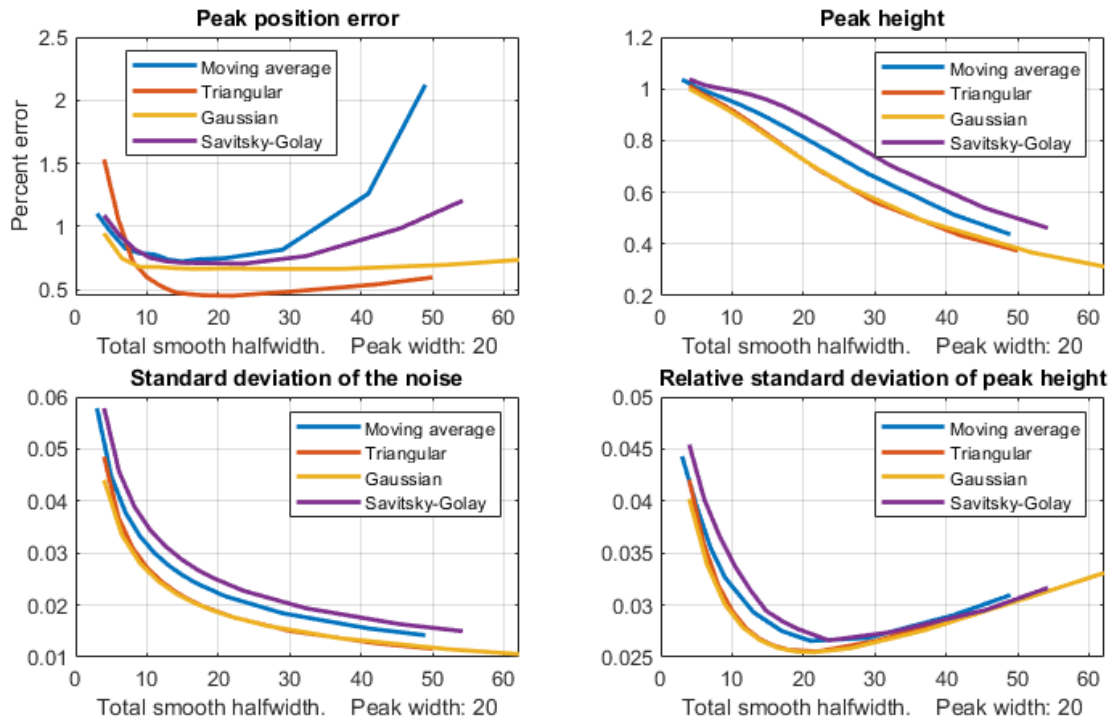 Peak position error
Percent error
2.5
2
1.5
1
0.5
Moving average
Triangular
Gaussian
Savitsky-Golay
0 10 20 30 40 50 60
Total smooth halfwidth. Peak width: 20
Peak height
1.2
1
0.8
0.6
0.4
0.2
Moving average
Triangular
Gaussian
Savitsky-Golay
0 10 20 30 40 50 60
Total smooth halfwidth. Peak width: 20
Standard deviation of the noise
0.06
0.05
0.04
0.03
0.02
0.01
Moving average
Triangular
Gaussian
Savitsky-Golay
0 10 20 30 40 50 60
Total smooth halfwidth. Peak width: 20
Relative standard deviation of peak height
0.05
0.045
0.04
0.035
0.03
0.025
Moving average
Triangular
Gaussian
Savitsky-Golay
0 10 20 30 40 50 60
Total smooth halfwidth. Peak width: 20